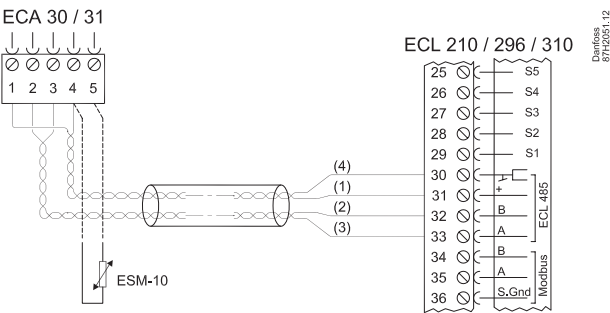 ECA 30 / 31
1 2 3 4 5
ESM-10
(4)
(1)
(2)
(3)
ECL 210 / 296 / 310
25 S5
26 S4
27 S3
28 S2
29 S1
30
31 +
32 B
33 A
34 B
35 A
36 S.Gnd
ECL 485
Modbus
Danfoss
87H2051.12